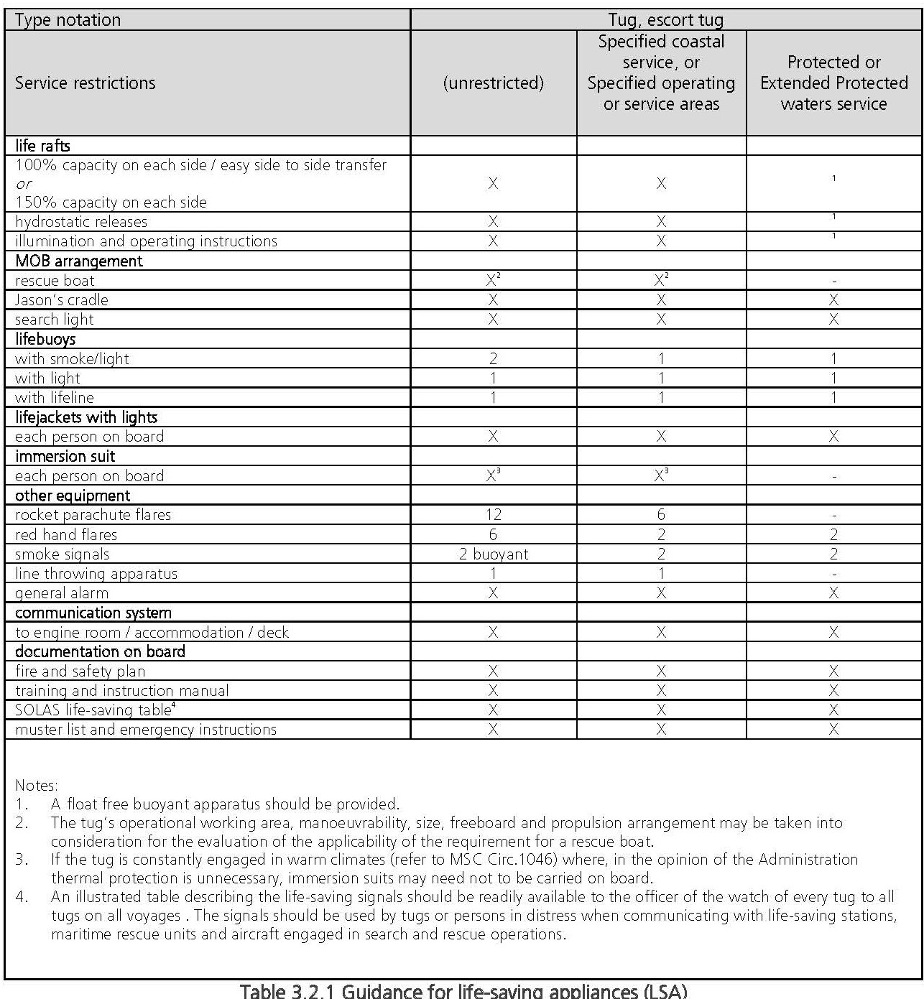 Type notation Tug, escort tug
Service restrictions (unrestricted) Specified coastal service, or Specified operating or service areas Protected or Extended Protected waters service
life rafts
100% capacity on each side / easy side to side transfer
or
150% capacity on each side X X ¹
hydrostatic releases X X ¹
illumination and operating instructions X X ¹
MOB arrangement
rescue boat X² X² -
Jason's cradle X X X
search light X X X
lifebuoys
with smoke/light 2 1 1
with light 1 1 1
with lifeline 1 1 1
lifejackets with lights
each person on board X X X
immersion suit
each person on board X³ X³ -
other equipment
rocket parachute flares 12 6 -
red hand flares 6 2 2
smoke signals 2 buoyant 2 2
line throwing apparatus 1 1 -
general alarm X X X
communication system
to engine room / accommodation / deck X X X
documentation on board
fire and safety plan X X X
training and instruction manual X X X
SOLAS life-saving table⁴ X X X
muster list and emergency instructions X X X
Notes:
1. A float free buoyant apparatus should be provided.
2. The tug's operational working area, manoeuvrability, size, freeboard and propulsion arrangement may be taken into
consideration for the evaluation of the applicability of the requirement for a rescue boat.
3. If the tug is constantly engaged in warm climates (refer to MSC Circ.1046) where, in the opinion of the Administration
thermal protection is unnecessary, immersion suits may need not to be carried on board.
4. An illustrated table describing the life-saving signals should be readily available to the officer of the watch of every tug to all
tugs on all voyages . The signals should be used by tugs or persons in distress when communicating with life-saving stations,
maritime rescue units and aircraft engaged in search and rescue operations.
Table 3.2.1 Guidance for life-saving appliances (LSA)